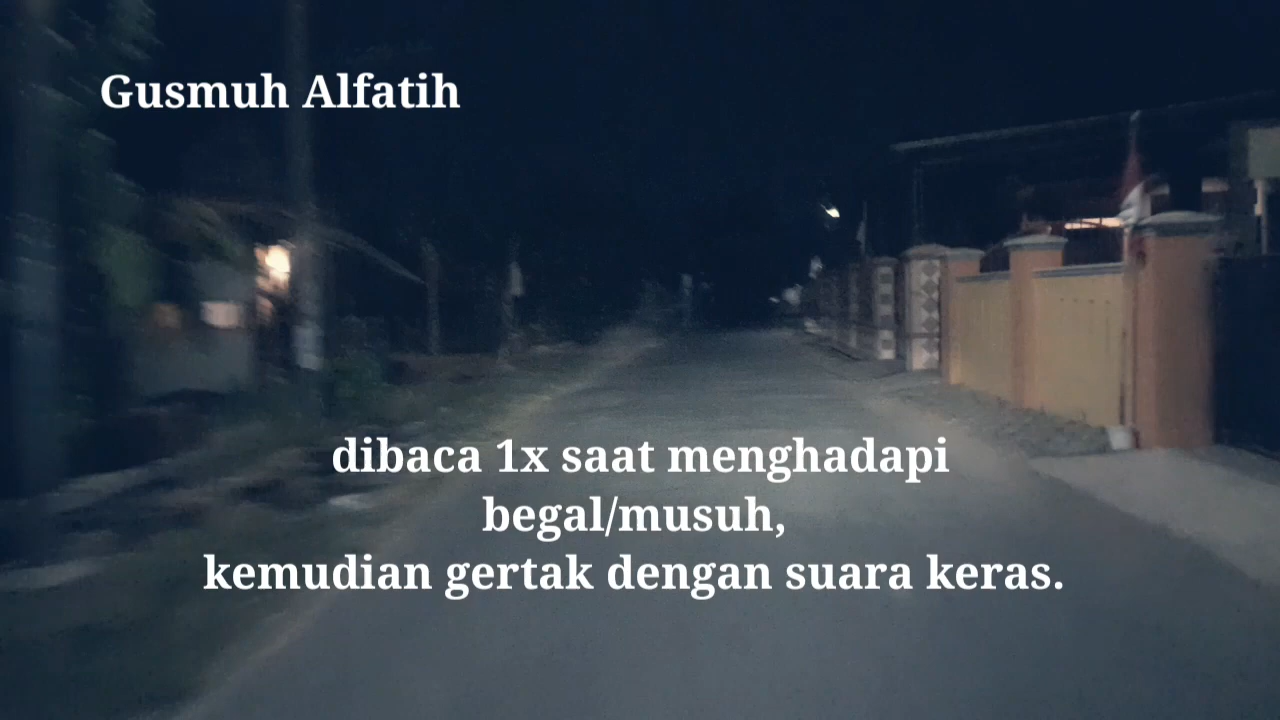 Gusmuh Alfatih
dibaca 1x saat menghadapi
begal/musuh,
kemudian gertak dengan suara keras.